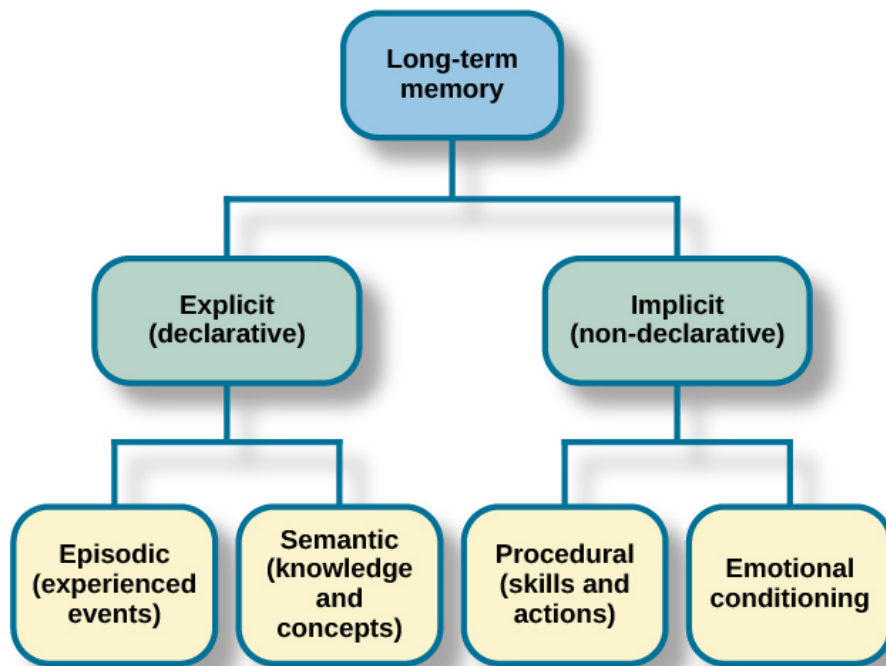 Long-term
memory
Explicit
(declarative)
Implicit
(non-declarative)
Episodic
(experienced
events)
Semantic
(knowledge
and
concepts)
Procedural
(skills and
actions)
Emotional
conditioning